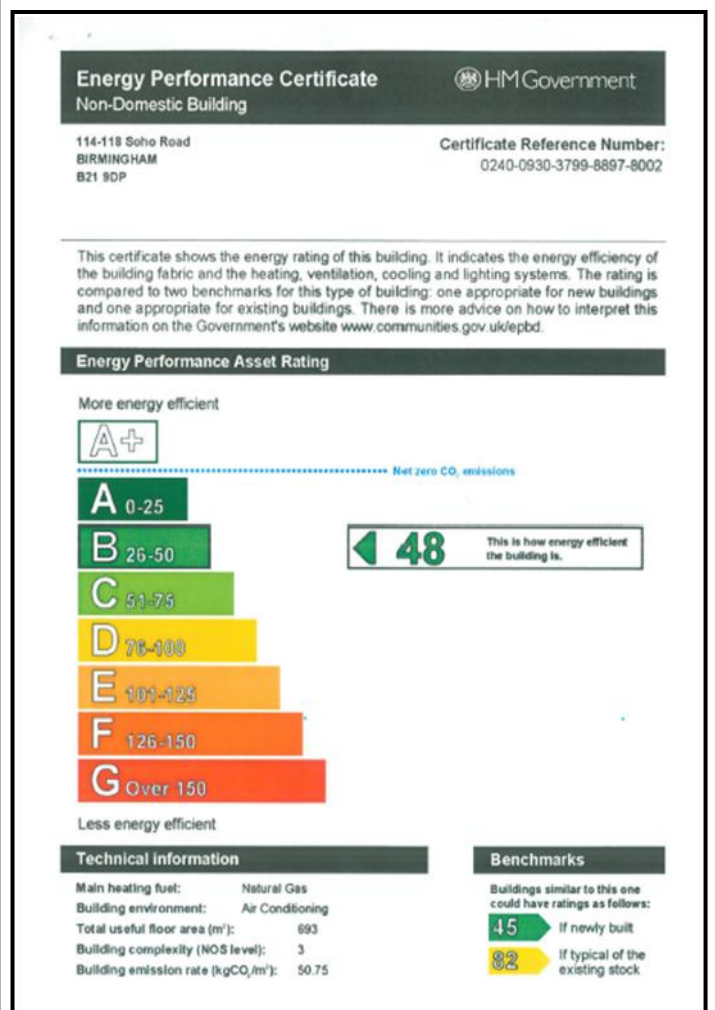 Energy Performance Certificate
Non-Domestic Building
HM Government
114-118 Soho Road
BIRMINGHAM
B21 9DP
Certificate Reference Number:
0240-0930-3799-8897-8002
This certificate shows the energy rating of this building. It indicates the energy efficiency of
the building fabric and the heating, ventilation, cooling and lighting systems. The rating is
compared to two benchmarks for this type of building: one appropriate for new buildings
and one appropriate for existing buildings. There is more advice on how to interpret this
information on the Government's website www.communities.gov.uk/epbd.
Energy Performance Asset Rating
More energy efficient
A+
Net zero CO₂ emissions
A 0-25
B 26-50
48 This is how energy efficient
the building is.
C 51-75
D 76-100
E 101-125
F 126-150
G Over 150
Less energy efficient
Technical information
Main heating fuel: Natural Gas
Building environment: Air Conditioning
Total useful floor area (m²): 693
Building complexity (NOS level): 3
Building emission rate (kgCO₂/m²): 50.75
Benchmarks
Buildings similar to this one
could have ratings as follows:
45 If newly built
82 If typical of the
existing stock